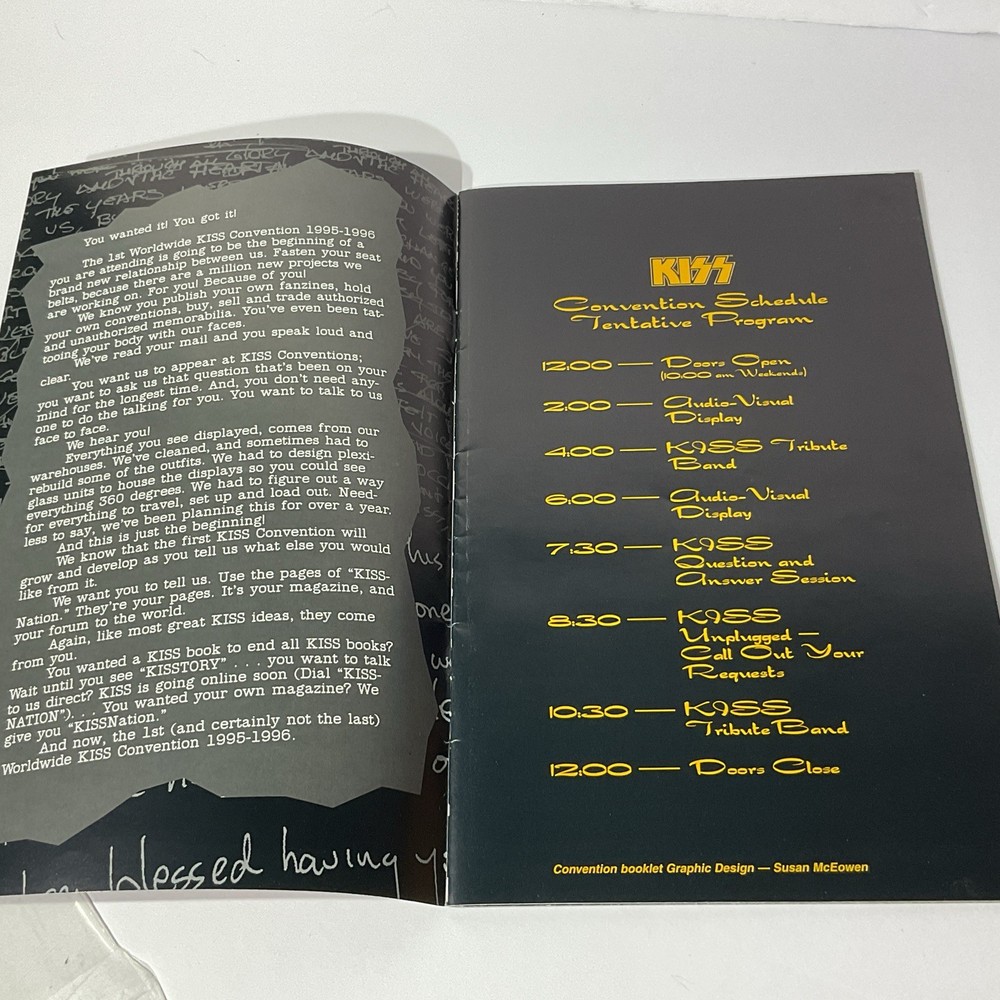 THROUGH ALL
GLORY
AND THE
THE YEARS
US,
You wanted it! You got it!
The 1st Worldwide KISS Convention 1995-1996
you are attending is going to be the beginning of a
brand new relationship between us. Fasten your seat
belts, because there are a million new projects we
are working on. For you! Because of you!
We know you publish your own fanzines, hold
your own conventions, buy, sell and trade authorized
and unauthorized memorabilia. You've even been tat-
tooing your body with our faces.
We've read your mail and you speak loud and
clear.
You want us to appear at KISS Conventions;
you want to ask us that question that's been on your
mind for the longest time. And, you don't need any-
one to do the talking for you. You want to talk to us
face to face.
We hear you!
Everything you see displayed, comes from our
warehouses. We've cleaned, and sometimes had to
rebuild some of the outfits. We had to design plexi-
glass units to house the displays so you could see
everything 360 degrees. We had to figure out a way
for everything to travel, set up and load out. Need-
less to say, we've been planning this for over a year.
And this is just the beginning!
We know that the first KISS Convention will
grow and develop as you tell us what else you would
like from it.
We want you to tell us. Use the pages of "KISS-
Nation." They're your pages. It's your magazine, and
your forum to the world.
Again, like most great KISS ideas, they come
from you.
You wanted a KISS book to end all KISS books?
Wait until you see "KISSTORY" . . . you want to talk
to us direct? KISS is going online soon (Dial "KISS-
NATION"). . . You wanted your own magazine? We
give you "KISSNation."
And now, the 1st (and certainly not the last)
Worldwide KISS Convention 1995-1996.
blessed having
KISS
Convention Schedule
Tentative Program
12:00 — Doors Open
(10:00 am Weekends)
2:00 — Audio-Visual
Display
4:00 — KISS Tribute
Band
6:00 — Audio-Visual
Display
7:30 — KISS
Question and
Answer Session
8:30 — KISS
Unplugged —
Call Out Your
Requests
10:30 — KISS
Tribute Band
12:00 — Doors Close
Convention booklet Graphic Design — Susan McEowen